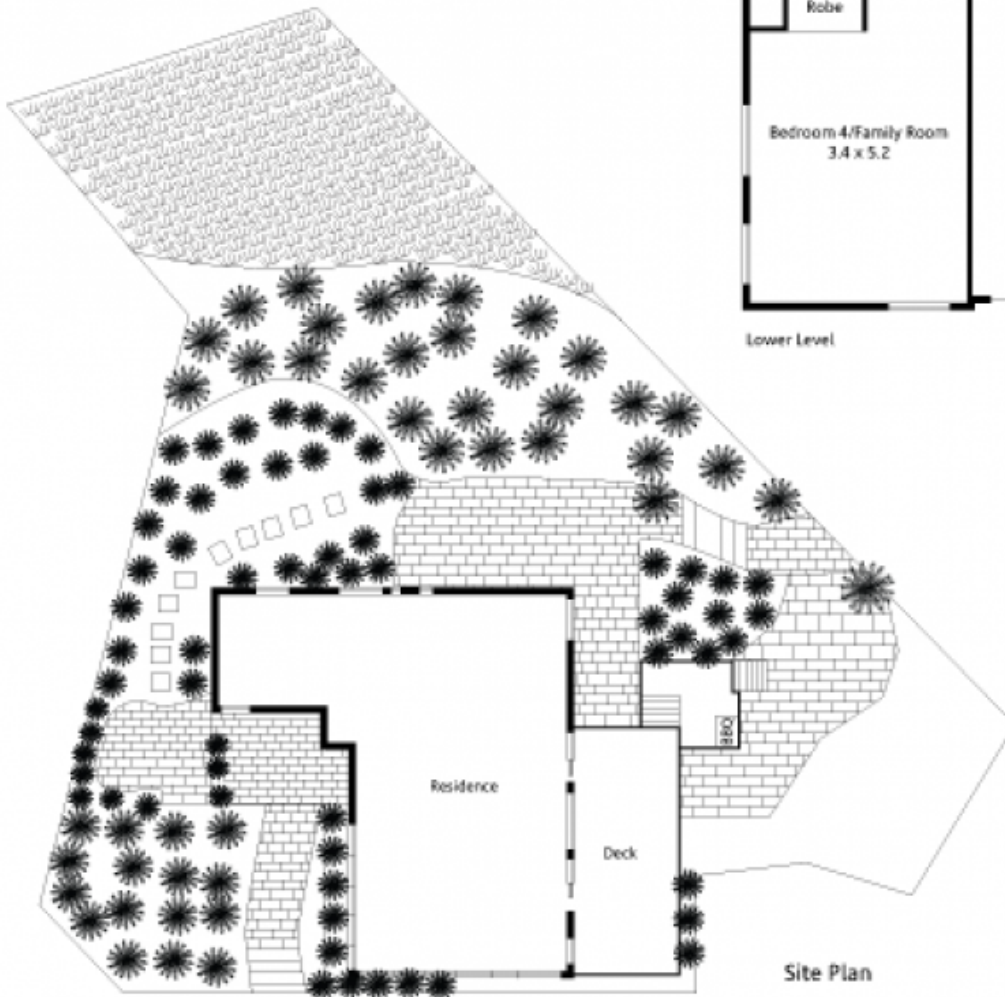 Robe
Bedroom 4/Family Room
3.4 x 5.2
Lower Level
BBQ
Residence
Deck
Site Plan